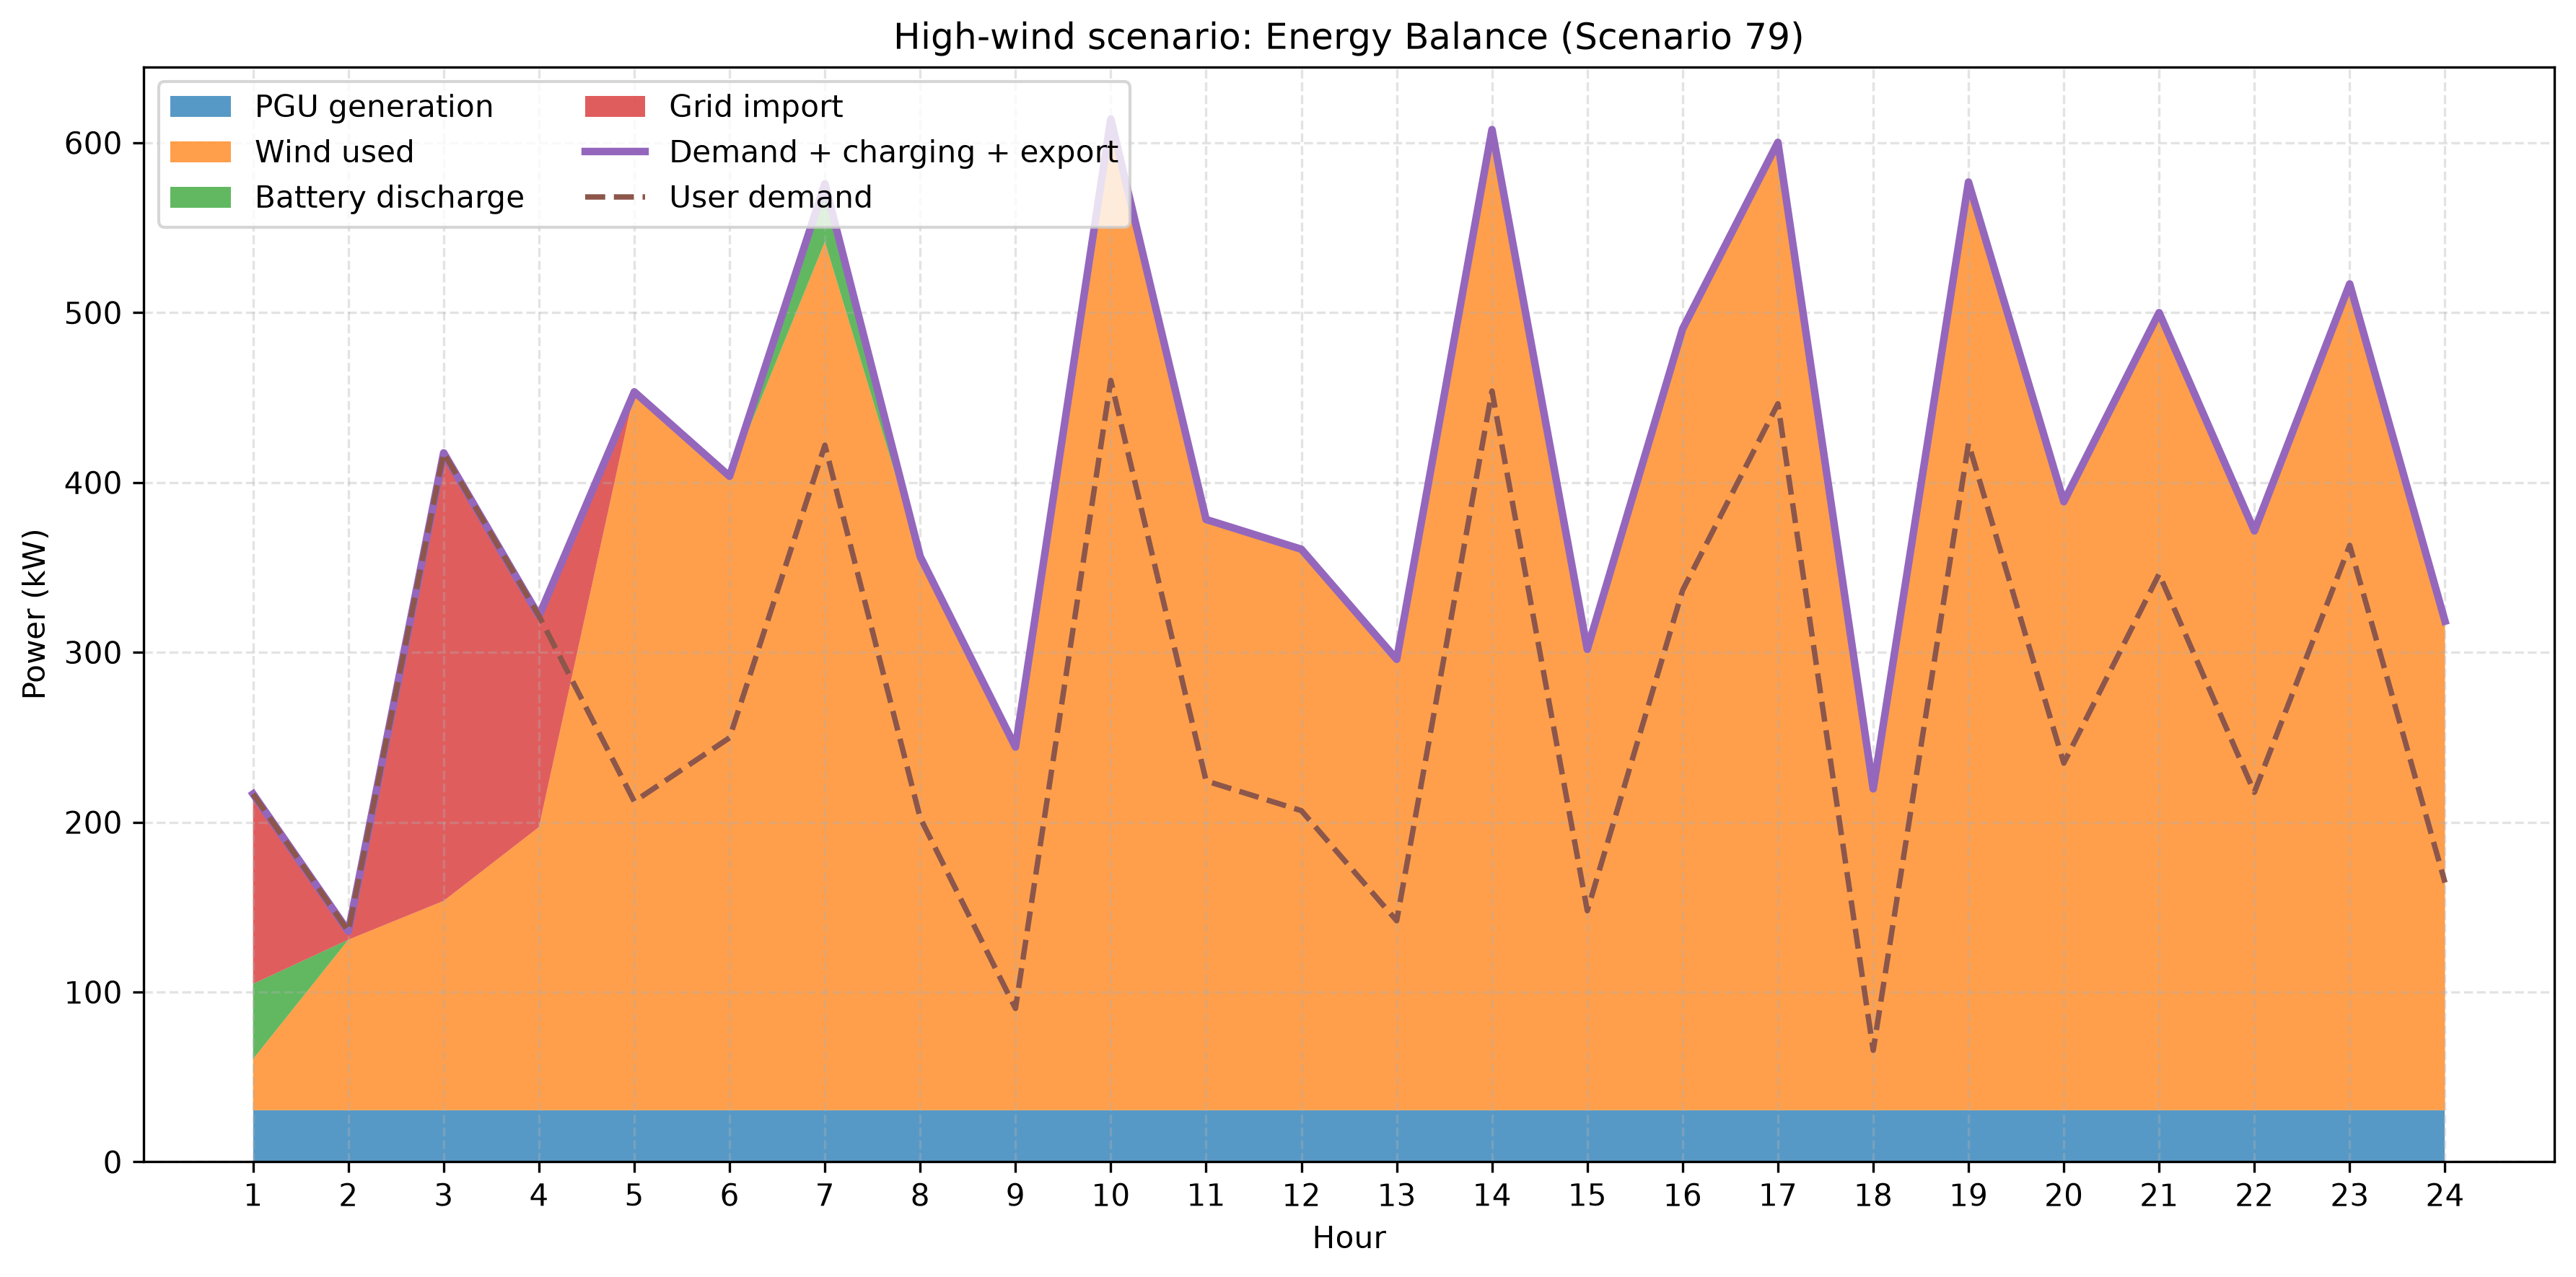 High-wind scenario: Energy Balance (Scenario 79)
PGU generation
Wind used
Battery discharge
Grid import
Demand + charging + export
User demand
Power (kW)
600
500
400
300
200
100
0
1 2 3 4 5 6 7 8 9 10 11 12 13 14 15 16 17 18 19 20 21 22 23 24
Hour